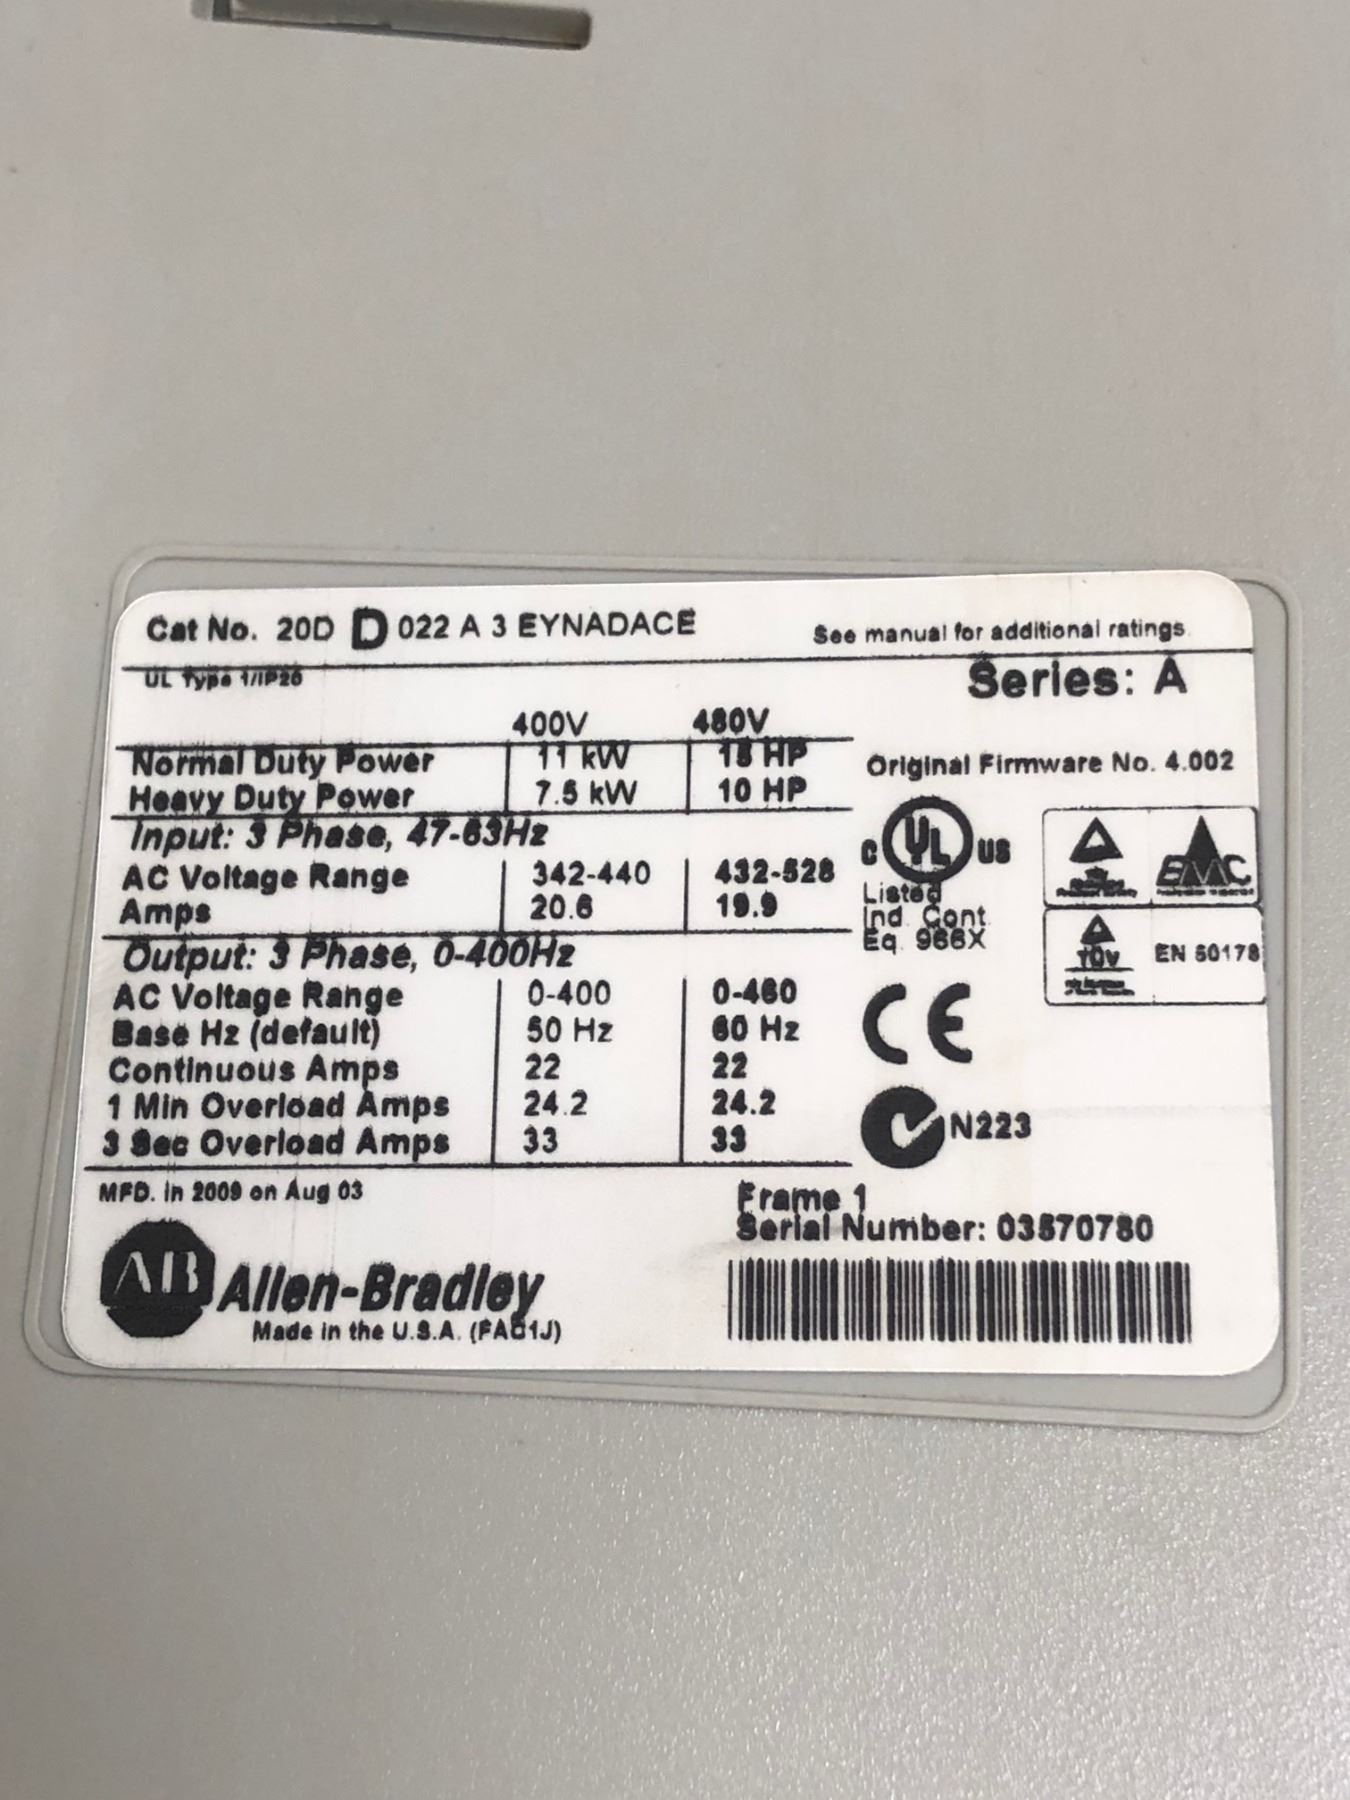 Cat No. 20D D 022 A 3 EYNADACE
See manual for additional ratings
UL Type 1/IP20
Series: A
400V 480V
Normal Duty Power 11 kW 15 HP
Heavy Duty Power 7.5 kW 10 HP
Original Firmware No. 4.002
Input: 3 Phase, 47-63Hz
AC Voltage Range 342-440 432-528
Amps 20.6 19.9
C UL US
Listed
Ind. Cont.
Eq. 966X
EMC
TÜV
EN 50178
Output: 3 Phase, 0-400Hz
AC Voltage Range 0-400 0-460
Base Hz (default) 50 Hz 60 Hz
Continuous Amps 22 22
1 Min Overload Amps 24.2 24.2
3 Sec Overload Amps 33 33
CE
N223
MFD. in 2009 on Aug 03
Frame 1
Serial Number: 03570780
AB Allen-Bradley
Made in the U.S.A. (FAC1J)